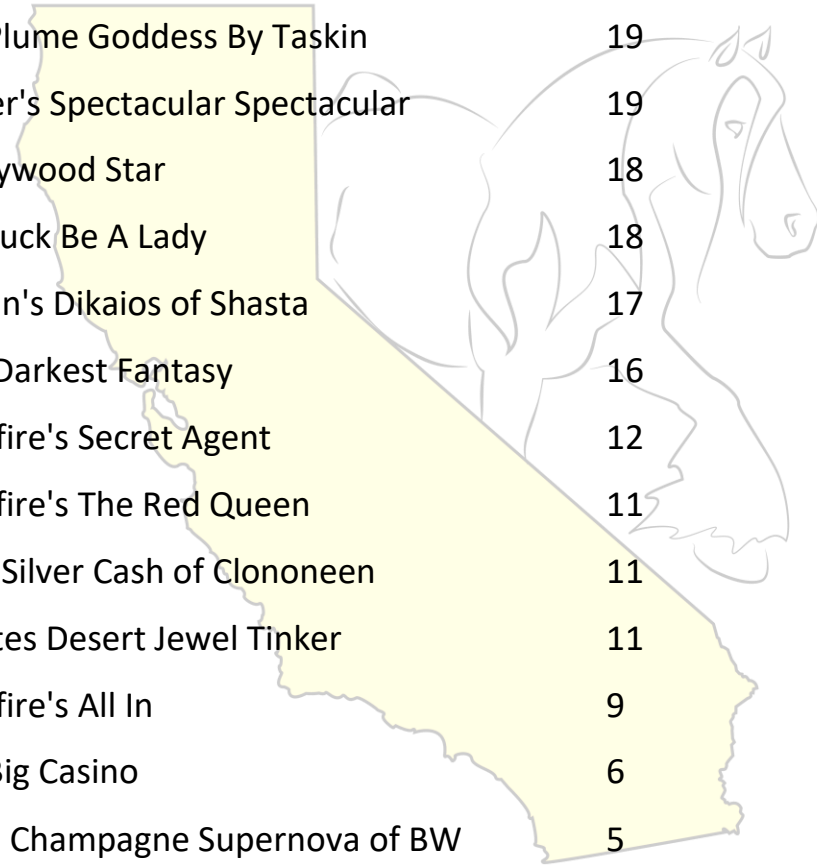 Plume Goddess By Taskin 19
er's Spectacular Spectacular 19
ywood Star 18
uck Be A Lady 18
n's Dikaios of Shasta 17
Darkest Fantasy 16
fire's Secret Agent 12
fire's The Red Queen 11
Silver Cash of Clononeen 11
tes Desert Jewel Tinker 11
fire's All In 9
Big Casino 6
Champagne Supernova of BW 5